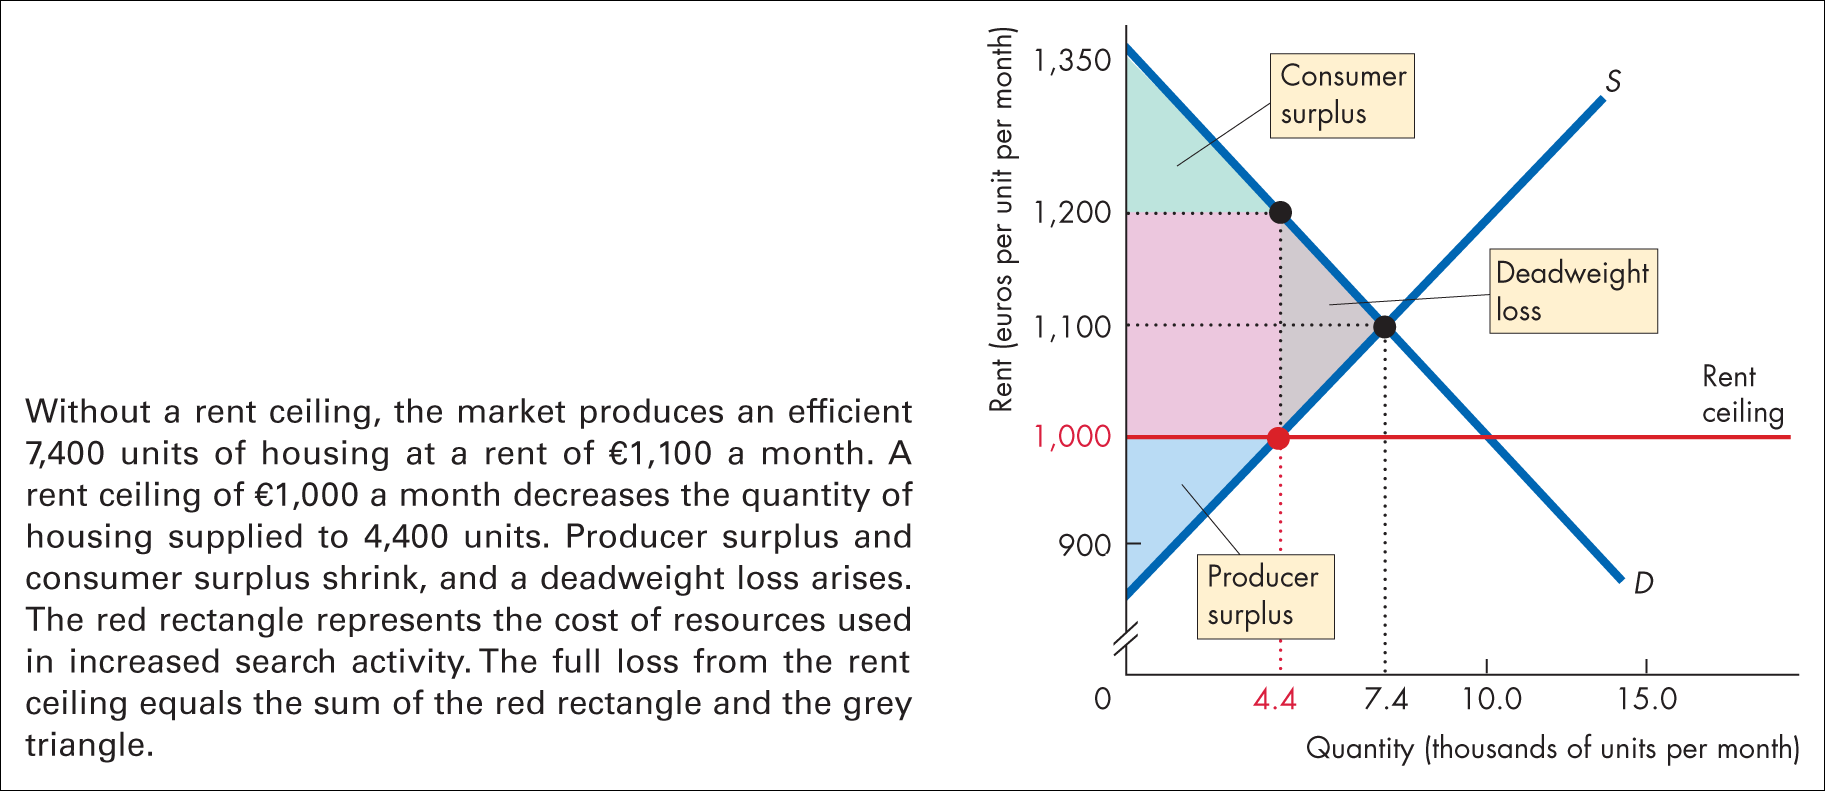 Without a rent ceiling, the market produces an efficient
7,400 units of housing at a rent of €1,100 a month. A
rent ceiling of €1,000 a month decreases the quantity of
housing supplied to 4,400 units. Producer surplus and
consumer surplus shrink, and a deadweight loss arises.
The red rectangle represents the cost of resources used
in increased search activity. The full loss from the rent
ceiling equals the sum of the red rectangle and the grey
triangle.
Rent (euros per unit per month)
1,350
1,200
1,100
1,000
900
0
Consumer
surplus
S
Deadweight
loss
Rent
ceiling
Producer
surplus
D
4.4
7.4
10.0
15.0
Quantity (thousands of units per month)